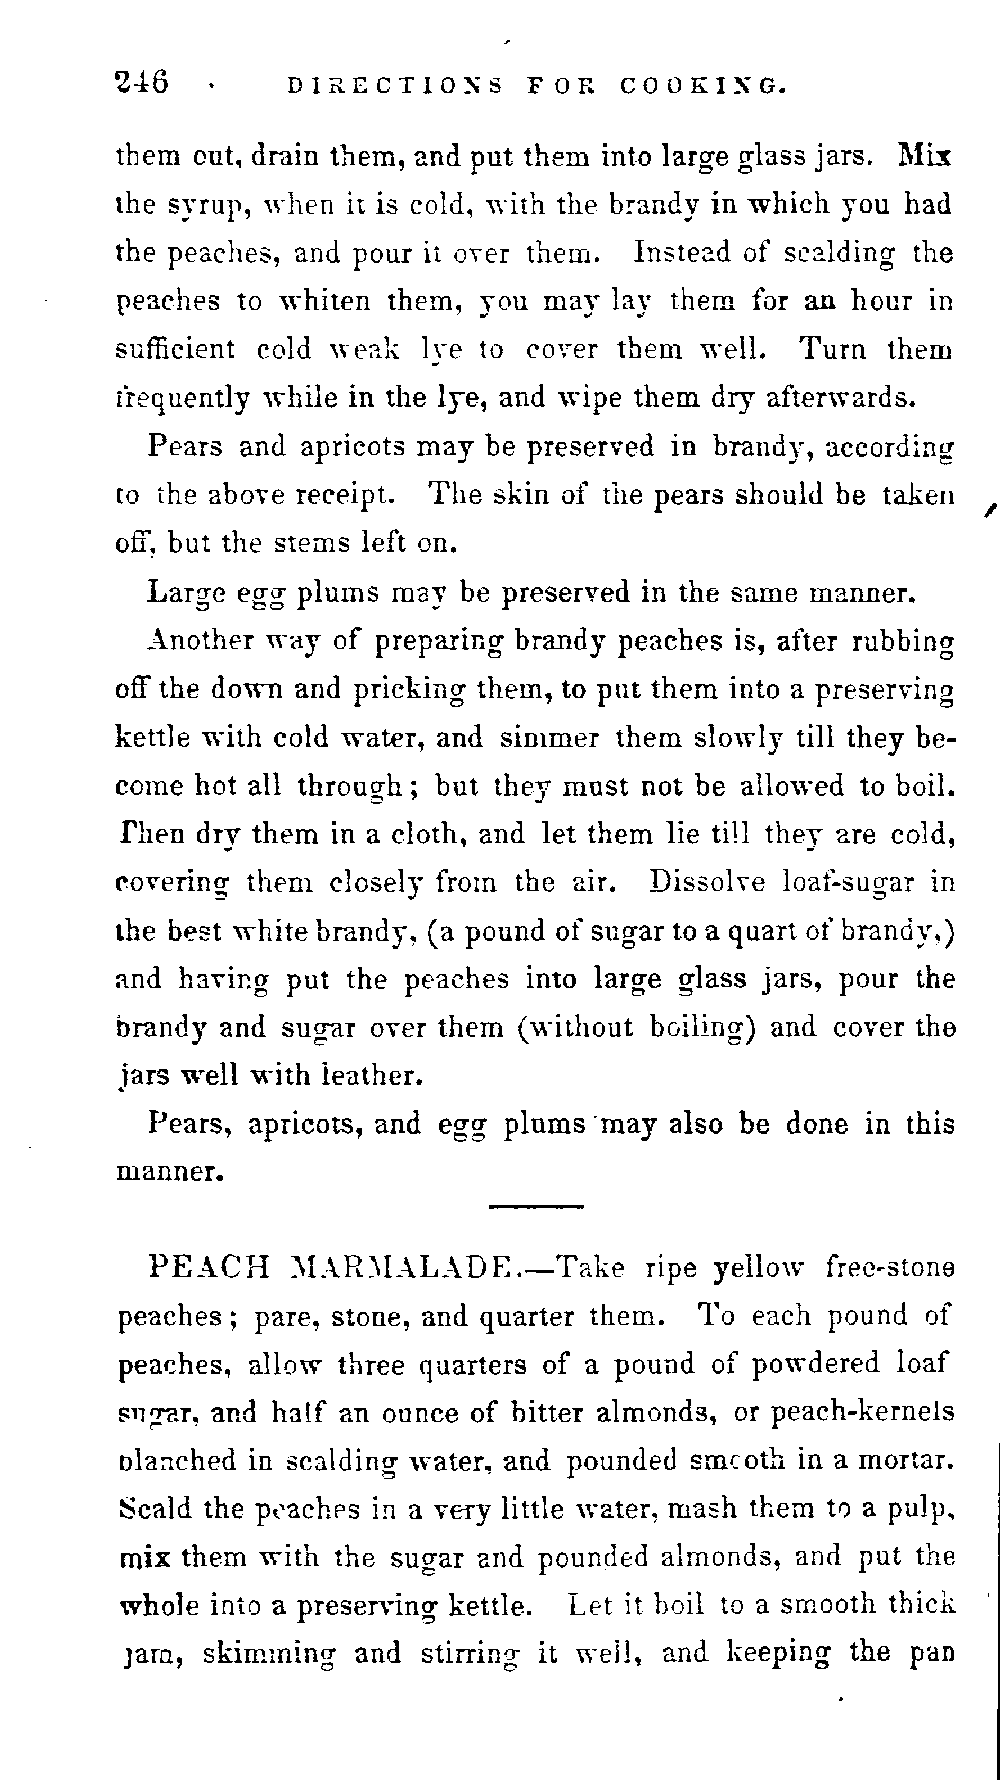 246 DIRECTIONS FOR COOKING.
them out, drain them, and put them into large glass jars. Mix
the syrup, when it is cold, with the brandy in which you had
the peaches, and pour it over them. Instead of scalding the
peaches to whiten them, you may lay them for an hour in
sufficient cold weak lye to cover them well. Turn them
frequently while in the lye, and wipe them dry afterwards.
Pears and apricots may be preserved in brandy, according
to the above receipt. The skin of the pears should be taken
off, but the stems left on.
Large egg plums may be preserved in the same manner.
Another way of preparing brandy peaches is, after rubbing
off the down and pricking them, to put them into a preserving
kettle with cold water, and simmer them slowly till they be-
come hot all through; but they must not be allowed to boil.
Then dry them in a cloth, and let them lie till they are cold,
covering them closely from the air. Dissolve loaf-sugar in
the best white brandy, (a pound of sugar to a quart of brandy,)
and having put the peaches into large glass jars, pour the
brandy and sugar over them (without boiling) and cover the
jars well with leather.
Pears, apricots, and egg plums may also be done in this
manner.
PEACH MARMALADE.—Take ripe yellow free-stone
peaches; pare, stone, and quarter them. To each pound of
peaches, allow three quarters of a pound of powdered loaf
sugar, and half an ounce of bitter almonds, or peach-kernels
blanched in scalding water, and pounded smooth in a mortar.
Scald the peaches in a very little water, mash them to a pulp,
mix them with the sugar and pounded almonds, and put the
whole into a preserving kettle. Let it boil to a smooth thick
jam, skimming and stirring it well, and keeping the pan